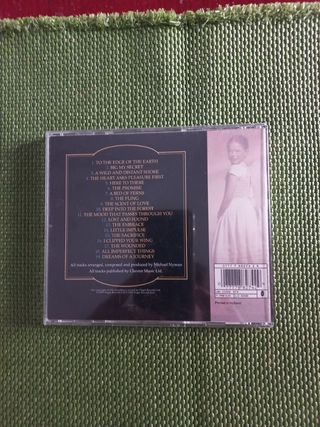 1. TO THE EDGE OF THE EARTH
2. BIG MY SECRET
3. A WILD AND DISTANT SHORE
4. THE HEART ASKS PLEASURE FIRST
5. HERE TO THERE
6. THE PROMISE
7. A BED OF FERNS
8. THE FLING
9. THE SCENT OF LOVE
10. DEEP INTO THE FOREST
11. THE MOOD THAT PASSES THROUGH YOU
12. LOST AND FOUND
13. THE EMBRACE
14. LITTLE IMPULSE
15. THE SACRIFICE
16. I CLIPPED YOUR WING
17. THE WOUNDED
18. ALL IMPERFECT THINGS
19. DREAMS OF A JOURNEY
All tracks arranged, composed and produced by Michael Nyman
All tracks published by Chester Music Ltd.
Printed in Holland